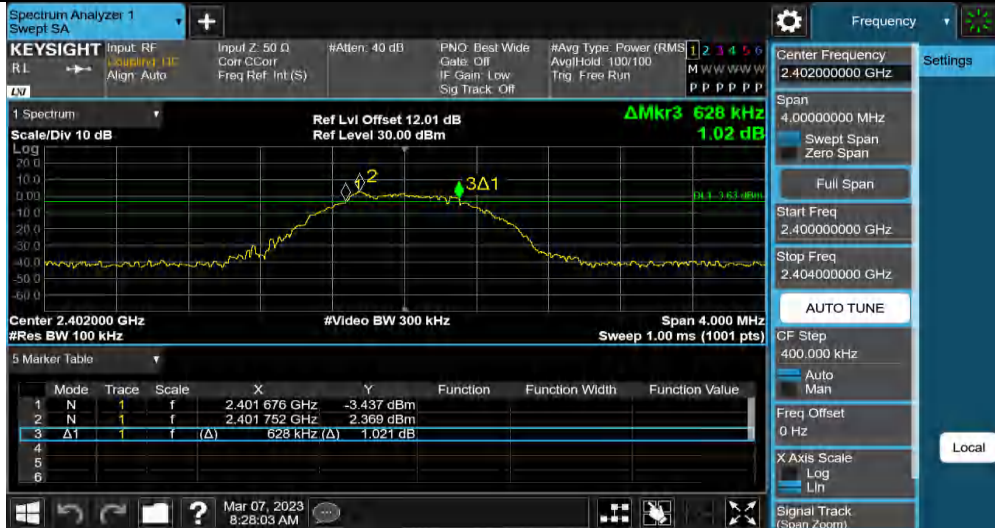 Spectrum Analyzer 1
Swept SA
+
Frequency
KEYSIGHT
RL
LXI
Input: RF
Coupling: DC
Align: Auto
Input Z: 50 Ω
Corr CCorr
Freq Ref: Int (S)
#Atten: 40 dB
PNO: Best Wide
Gate: Off
IF Gain: Low
Sig Track: Off
#Avg Type: Power (RMS
Avg|Hold: 100/100
Trig: Free Run
1 2 3 4 5 6
M W W W W W
P P P P P P
1 Spectrum
Scale/Div 10 dB
Log
Ref Lvl Offset 12.01 dB
Ref Level 30.00 dBm
ΔMkr3 628 kHz
1.02 dB
20.0
10.0
0.00
-10.0
-20.0
-30.0
-40.0
-50.0
-60.0
2
3Δ1
DL1 -3.63 dBm
Center 2.402000 GHz
#Res BW 100 kHz
#Video BW 300 kHz
Span 4.000 MHz
Sweep 1.00 ms (1001 pts)
5 Marker Table
Mode Trace Scale X Y Function Function Width Function Value
1 N 1 f 2.401 676 GHz -3.437 dBm
2 N 1 f 2.401 752 GHz 2.369 dBm
3 Δ1 1 f (Δ) 628 kHz (Δ) 1.021 dB
4
5
6
Center Frequency
2.402000000 GHz
Span
4.00000000 MHz
Swept Span
Zero Span
Full Span
Start Freq
2.400000000 GHz
Stop Freq
2.404000000 GHz
AUTO TUNE
CF Step
400.000 kHz
Auto
Man
Freq Offset
0 Hz
X Axis Scale
Log
Lin
Signal Track
(Span Zoom)
Settings
Local
?
Mar 07, 2023
8:28:03 AM